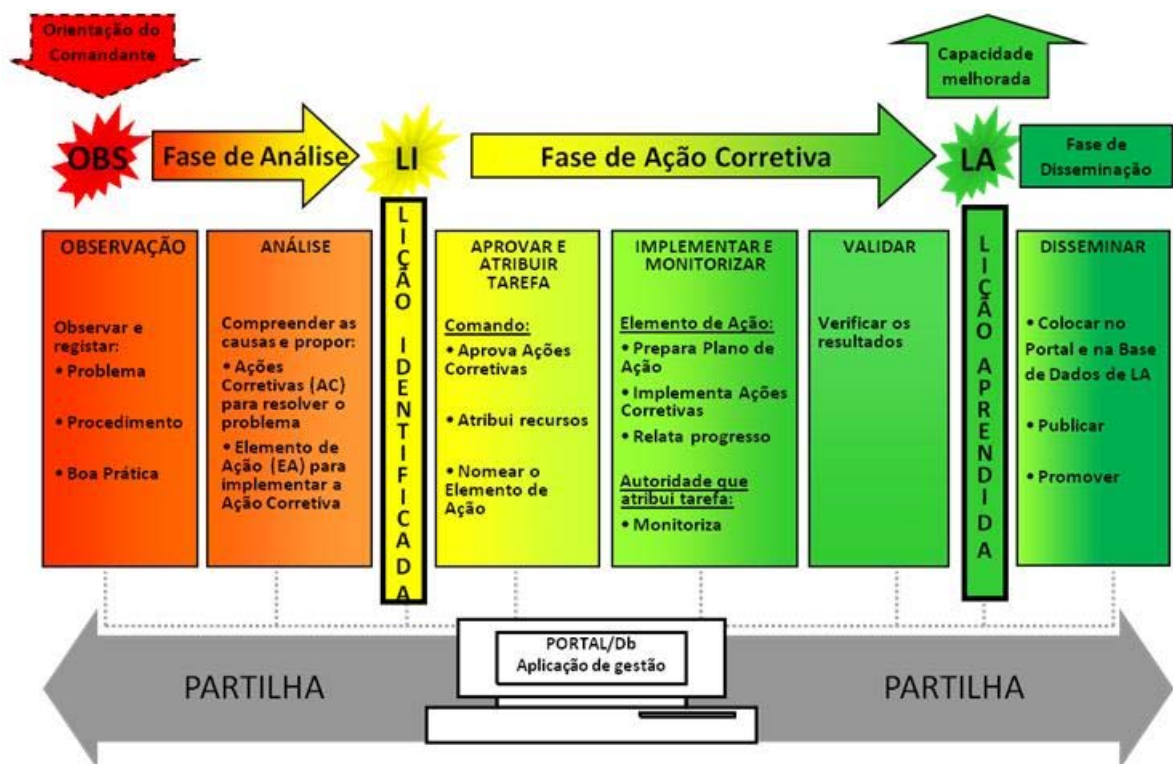 Orientação do
Comandante
Capacidade
melhorada
OBS
Fase de Análise
LI
Fase de Ação Corretiva
LA
Fase de
Disseminação
OBSERVAÇÃO
Observar e
registar:
• Problema
• Procedimento
• Boa Prática
ANÁLISE
Compreender as
causas e propor:
• Ações
Corretivas (AC)
para resolver o
problema
• Elemento de
Ação (EA) para
implementar a
Ação Corretiva
LIÇÃO IDENTIFICADA
APROVAR E
ATRIBUIR
TAREFA
Comando:
• Aprova Ações
Corretivas
• Atribui recursos
• Nomear o
Elemento de
Ação
IMPLEMENTAR E
MONITORIZAR
Elemento de Ação:
• Prepara Plano de
Ação
• Implementa Ações
Corretivas
• Relata progresso
Autoridade que
atribui tarefa:
• Monitoriza
VALIDAR
Verificar os
resultados
LIÇÃO APRENDIDA
DISSEMINAR
• Colocar no
Portal e na Base
de Dados de LA
• Publicar
• Promover
PORTAL/Db
Aplicação de gestão
PARTILHA
PARTILHA